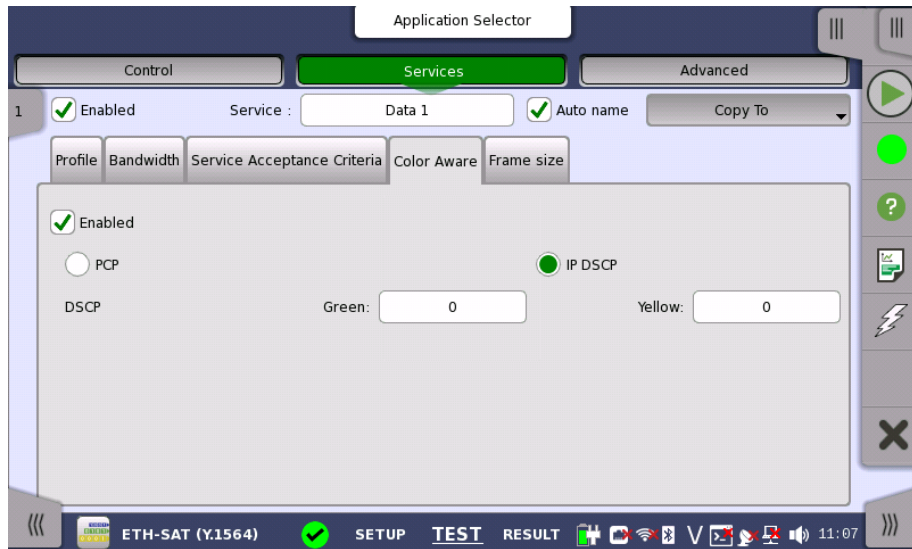 Application Selector
Control Services Advanced
1 Enabled Service : Data 1 Auto name Copy To
Profile Bandwidth Service Acceptance Criteria Color Aware Frame size
Enabled
PCP IP DSCP
DSCP Green: 0 Yellow: 0
ETH-SAT (Y.1564) SETUP TEST RESULT V 11:07